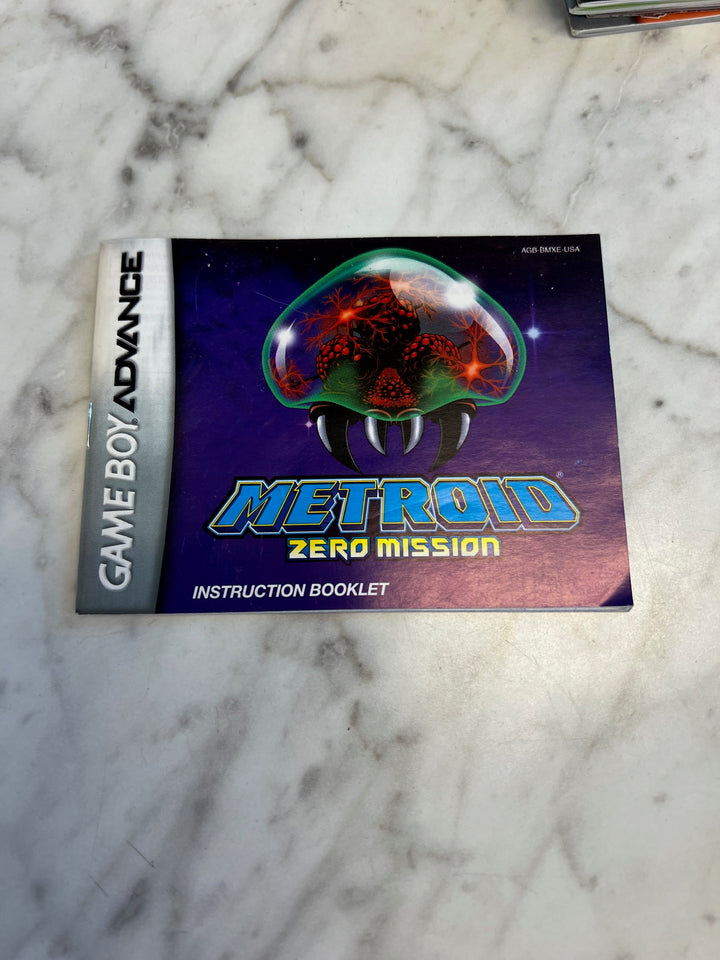 AGB-BMXE-USA
GAME BOY ADVANCE
METROID®
ZERO MISSION
INSTRUCTION BOOKLET